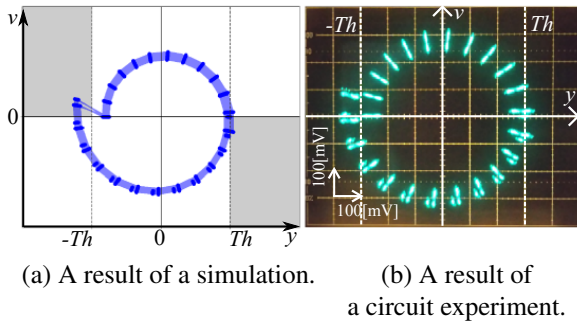 v
0
-Th
0
Th
y
-Th
v
Th
y
100[mV]
100[mV]
(a) A result of a simulation.
(b) A result of
a circuit experiment.